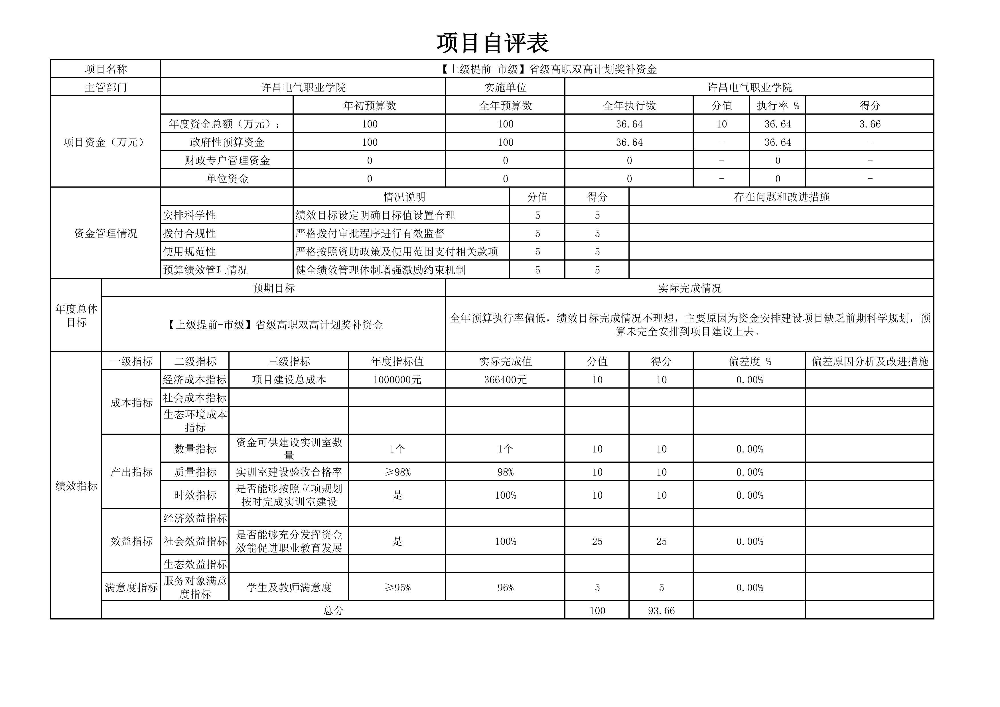 项目自评表
项目名称 【上级提前-市级】省级高职双高计划奖补资金
主管部门 许昌电气职业学院 实施单位 许昌电气职业学院
项目资金（万元） 年初预算数 全年预算数 全年执行数 分值 执行率 % 得分
年度资金总额（万元）： 100 100 36.64 10 36.64 3.66
政府性预算资金 100 100 36.64 - 36.64 -
财政专户管理资金 0 0 0 - 0 -
单位资金 0 0 0 - 0 -
资金管理情况 情况说明 分值 得分 存在问题和改进措施
安排科学性 绩效目标设定明确目标值设置合理 5 5
拨付合规性 严格拨付审批程序进行有效监督 5 5
使用规范性 严格按照资助政策及使用范围支付相关款项 5 5
预算绩效管理情况 健全绩效管理体制增强激励约束机制 5 5
年度总体
目标
预期目标 实际完成情况
【上级提前-市级】省级高职双高计划奖补资金
全年预算执行率偏低，绩效目标完成情况不理想，主要原因为资金安排建设项目缺乏前期科学规划，预
算未完全安排到项目建设上去。
绩效指标 一级指标 二级指标 三级指标 年度指标值 实际完成值 分值 得分 偏差度 % 偏差原因分析及改进措施
成本指标 经济成本指标 项目建设总成本 1000000元 366400元 10 10 0.00%
社会成本指标
生态环境成本
指标
产出指标 数量指标 资金可供建设实训室数
量 1个 1个 10 10 0.00%
质量指标 实训室建设验收合格率 ≥98% 98% 10 10 0.00%
时效指标 是否能够按照立项规划
按时完成实训室建设 是 100% 10 10 0.00%
效益指标 经济效益指标
社会效益指标 是否能够充分发挥资金
效能促进职业教育发展 是 100% 25 25 0.00%
生态效益指标
满意度指标 服务对象满意
度指标 学生及教师满意度 ≥95% 96% 5 5 0.00%
总分 100 93.66